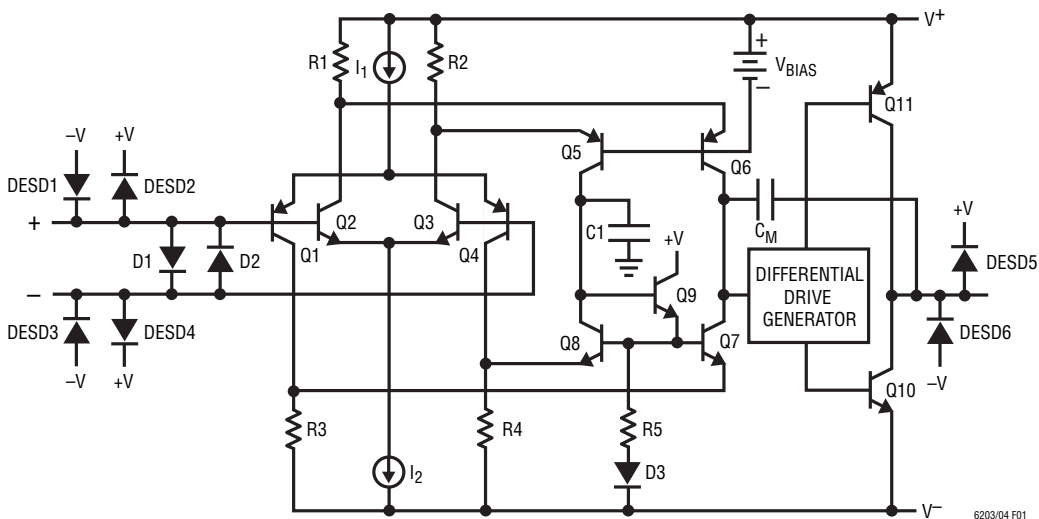 V+
R1
I1
R2
+
VBIAS
–
Q11
–V
+V
Q5
Q6
DESD1
DESD2
+
Q2
Q3
C1
CM
+V
+V
D1
D2
Q1
Q4
DIFFERENTIAL
DRIVE
GENERATOR
DESD5
–
Q9
DESD3
DESD4
Q8
Q7
DESD6
–V
+V
–V
Q10
R3
R4
R5
I2
D3
V–
6203/04 F01